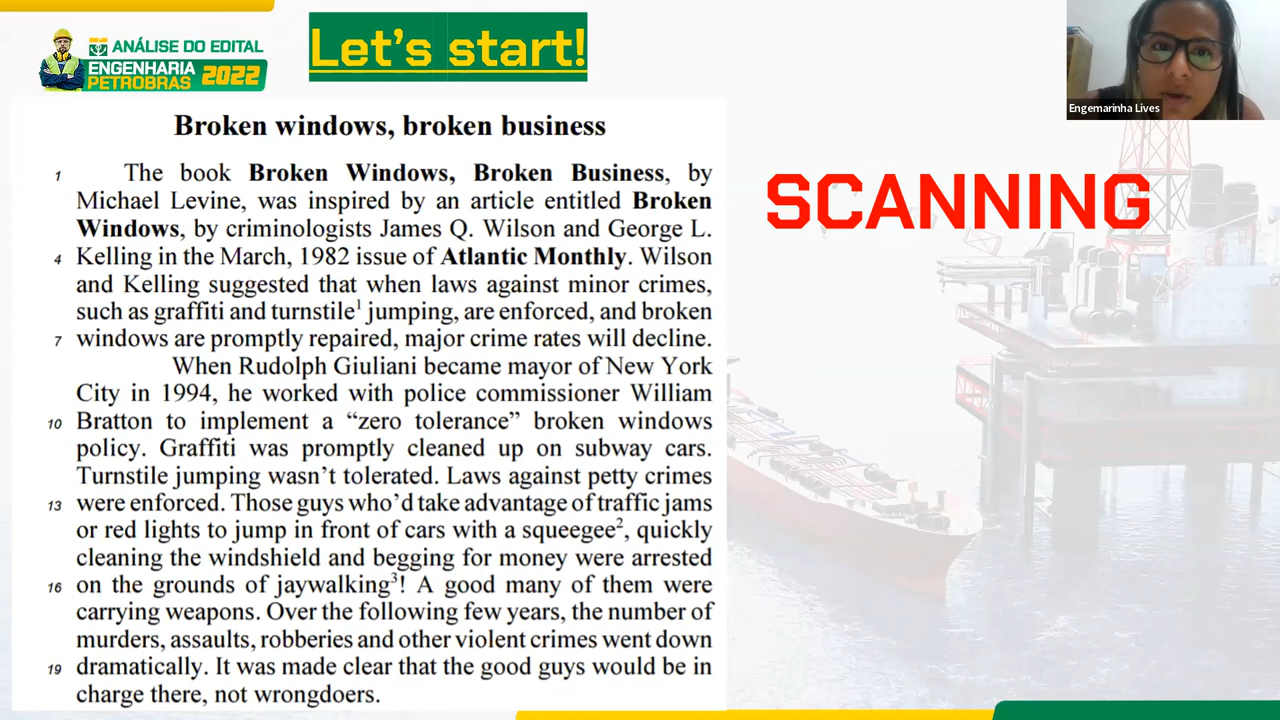 ANÁLISE DO EDITAL
ENGENHARIA
PETROBRAS 2022
Let's start!
Engemarinha Lives
SCANNING
Broken windows, broken business
1 The book Broken Windows, Broken Business, by
Michael Levine, was inspired by an article entitled Broken
Windows, by criminologists James Q. Wilson and George L.
4 Kelling in the March, 1982 issue of Atlantic Monthly. Wilson
and Kelling suggested that when laws against minor crimes,
such as graffiti and turnstile¹ jumping, are enforced, and broken
7 windows are promptly repaired, major crime rates will decline.
When Rudolph Giuliani became mayor of New York
City in 1994, he worked with police commissioner William
10 Bratton to implement a “zero tolerance” broken windows
policy. Graffiti was promptly cleaned up on subway cars.
Turnstile jumping wasn’t tolerated. Laws against petty crimes
13 were enforced. Those guys who’d take advantage of traffic jams
or red lights to jump in front of cars with a squeegee², quickly
cleaning the windshield and begging for money were arrested
16 on the grounds of jaywalking³! A good many of them were
carrying weapons. Over the following few years, the number of
murders, assaults, robberies and other violent crimes went down
19 dramatically. It was made clear that the good guys would be in
charge there, not wrongdoers.